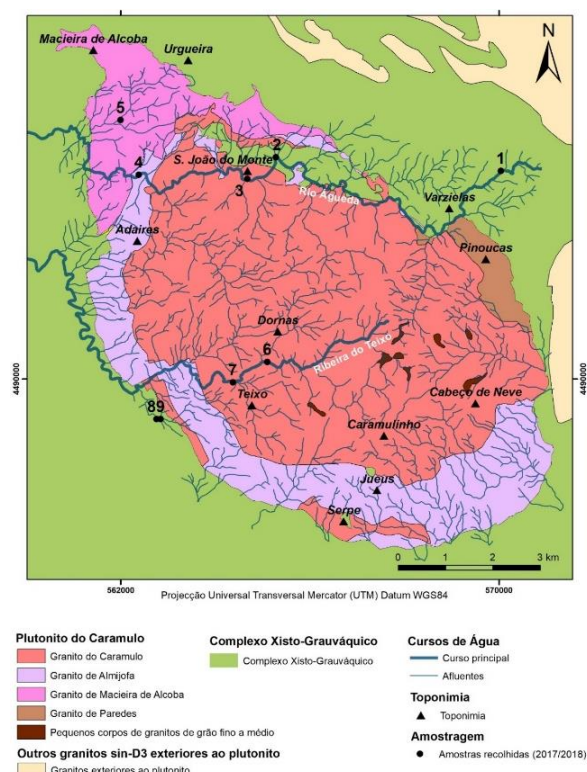 Macieira de Alcoba
Urgueira
N
5
2
1
4
S. João do Monte
3
Rio Águeda
Varzielas
Adaires
Pinoucas
Dornas
6
Ribeira do Teixo
7
4490000
4490000
Teixo
Cabeço de Neve
89
Caramulinho
Jueus
Serpe
0 1 2 3 km
562000
570000
Projecção Universal Transversal Mercator (UTM) Datum WGS84
Plutonito do Caramulo
Granito do Caramulo
Granito de Almijofa
Granito de Macieira de Alcoba
Granito de Paredes
Pequenos corpos de granitos de grão fino a médio
Outros granitos sin-D3 exteriores ao plutonito
Granitos exteriores ao plutonito
Complexo Xisto-Grauváquico
Complexo Xisto-Grauváquico
Cursos de Água
Curso principal
Afluentes
Toponimia
Toponimia
Amostragem
Amostras recolhidas (2017/2018)